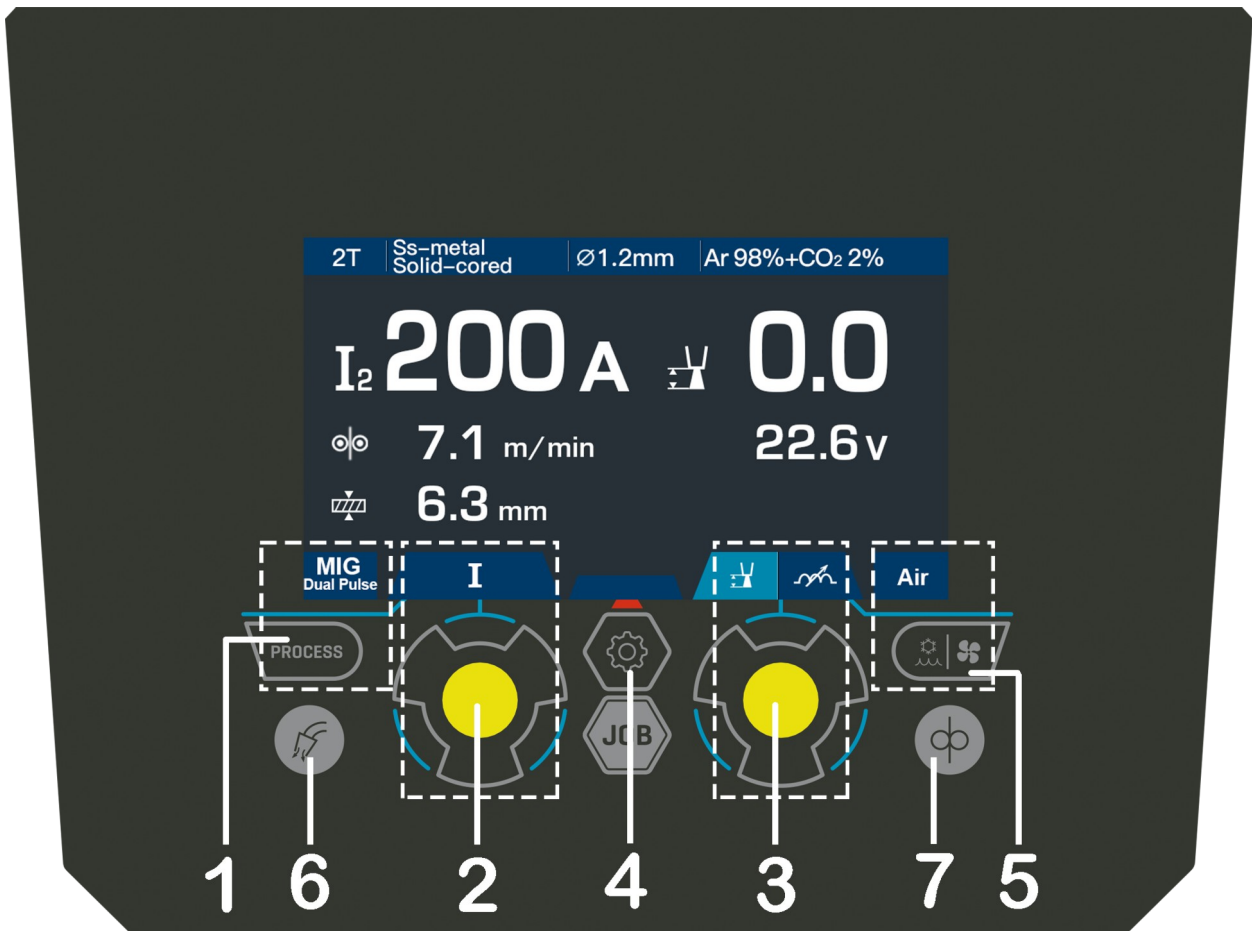 2T
Ss-metal
Solid-cored
Ø1.2mm
Ar 98%+CO₂ 2%
I₂ 200 A
0.0
7.1 m/min
22.6 v
6.3 mm
MIG
Dual Pulse
I
Air
PROCESS
JOB
1
6
2
4
3
7
5